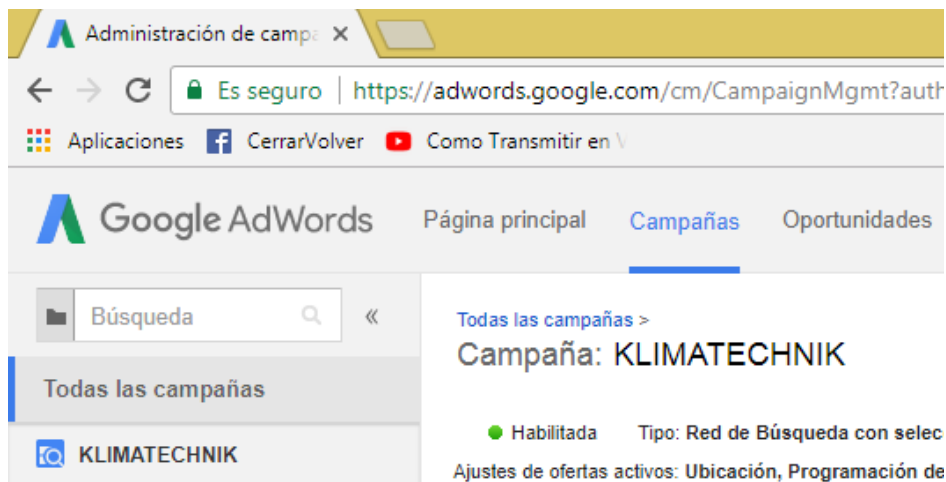 Administración de campa
Es seguro https://adwords.google.com/cm/CampaignMgmt?auth
Aplicaciones CerrarVolver Como Transmitir en V
Google AdWords Página principal Campañas Oportunidades
Búsqueda «
Todas las campañas >
Campaña: KLIMATECHNIK
Todas las campañas
Habilitada Tipo: Red de Búsqueda con selec
KLIMATECHNIK
Ajustes de ofertas activos: Ubicación, Programación de